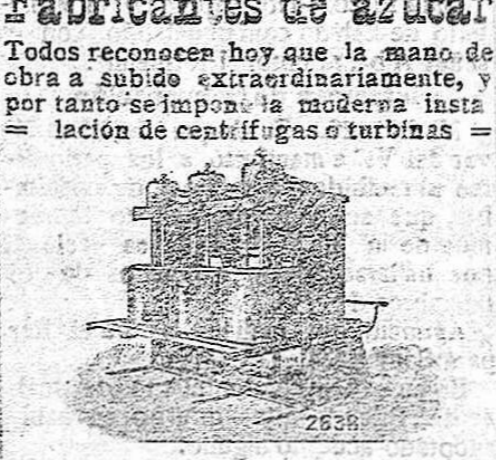 Fabricantes de azúcar
Todos reconocen hoy que la mano de
obra a subido extraordinariamente, y
por tanto se impone la moderna insta
= lación de centrífugas o turbinas =